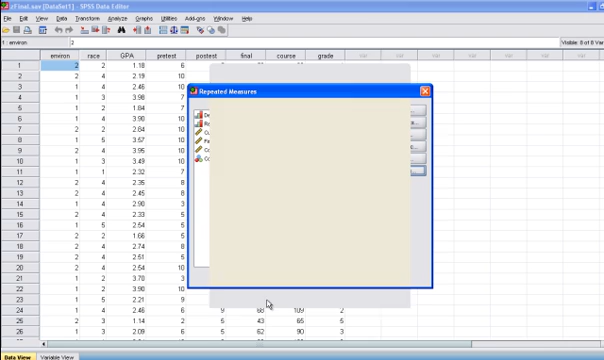 zFinal.sav [DataSet1] - SPSS Data Editor
File Edit View Data Transform Analyze Graphs Utilities Add-ons Window Help
1 : environ 2 Visible: 8 of 8 V
environ race GPA pretest postest final course grade var var var var
1 2 2 1.18 6
2 2 4 2.19 10
3 1 4 2.46 10
4 1 3 3.98 7
5 1 2 1.84 7
6 1 4 3.90 10
7 2 2 2.64 10
8 1 5 3.57 10
9 2 4 3.95 10
10 1 3 3.49 10
11 1 1 2.32 7
12 2 4 2.35 8
13 2 4 2.45 8
14 1 4 2.90 3
15 2 4 2.33 5
16 1 5 2.54 5
17 2 2 1.66 5
18 2 4 2.74 8
19 2 4 2.51 5
20 2 4 2.54 10
21 1 2 3.70 3
22 1 2 3.90 10
23 1 5 2.21 9
24 1 4 2.46 6 9 68 109 2
25 2 3 1.14 2 5 43 65 5
26 1 3 2.09 6 5 62 90 3
Repeated Measures
Data View Variable View